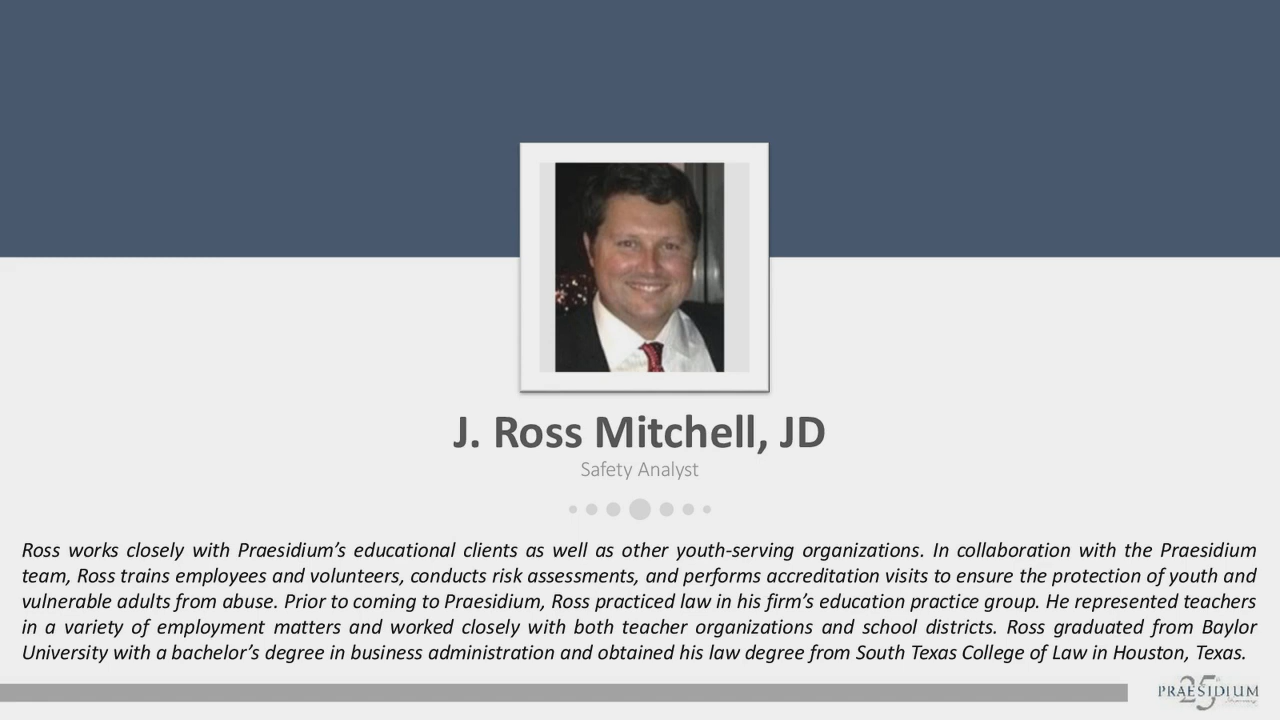 J. Ross Mitchell, JD
Safety Analyst
Ross works closely with Praesidium’s educational clients as well as other youth-serving organizations. In collaboration with the Praesidium
team, Ross trains employees and volunteers, conducts risk assessments, and performs accreditation visits to ensure the protection of youth and
vulnerable adults from abuse. Prior to coming to Praesidium, Ross practiced law in his firm’s education practice group. He represented teachers
in a variety of employment matters and worked closely with both teacher organizations and school districts. Ross graduated from Baylor
University with a bachelor’s degree in business administration and obtained his law degree from South Texas College of Law in Houston, Texas.
25
PRAESIDIUM